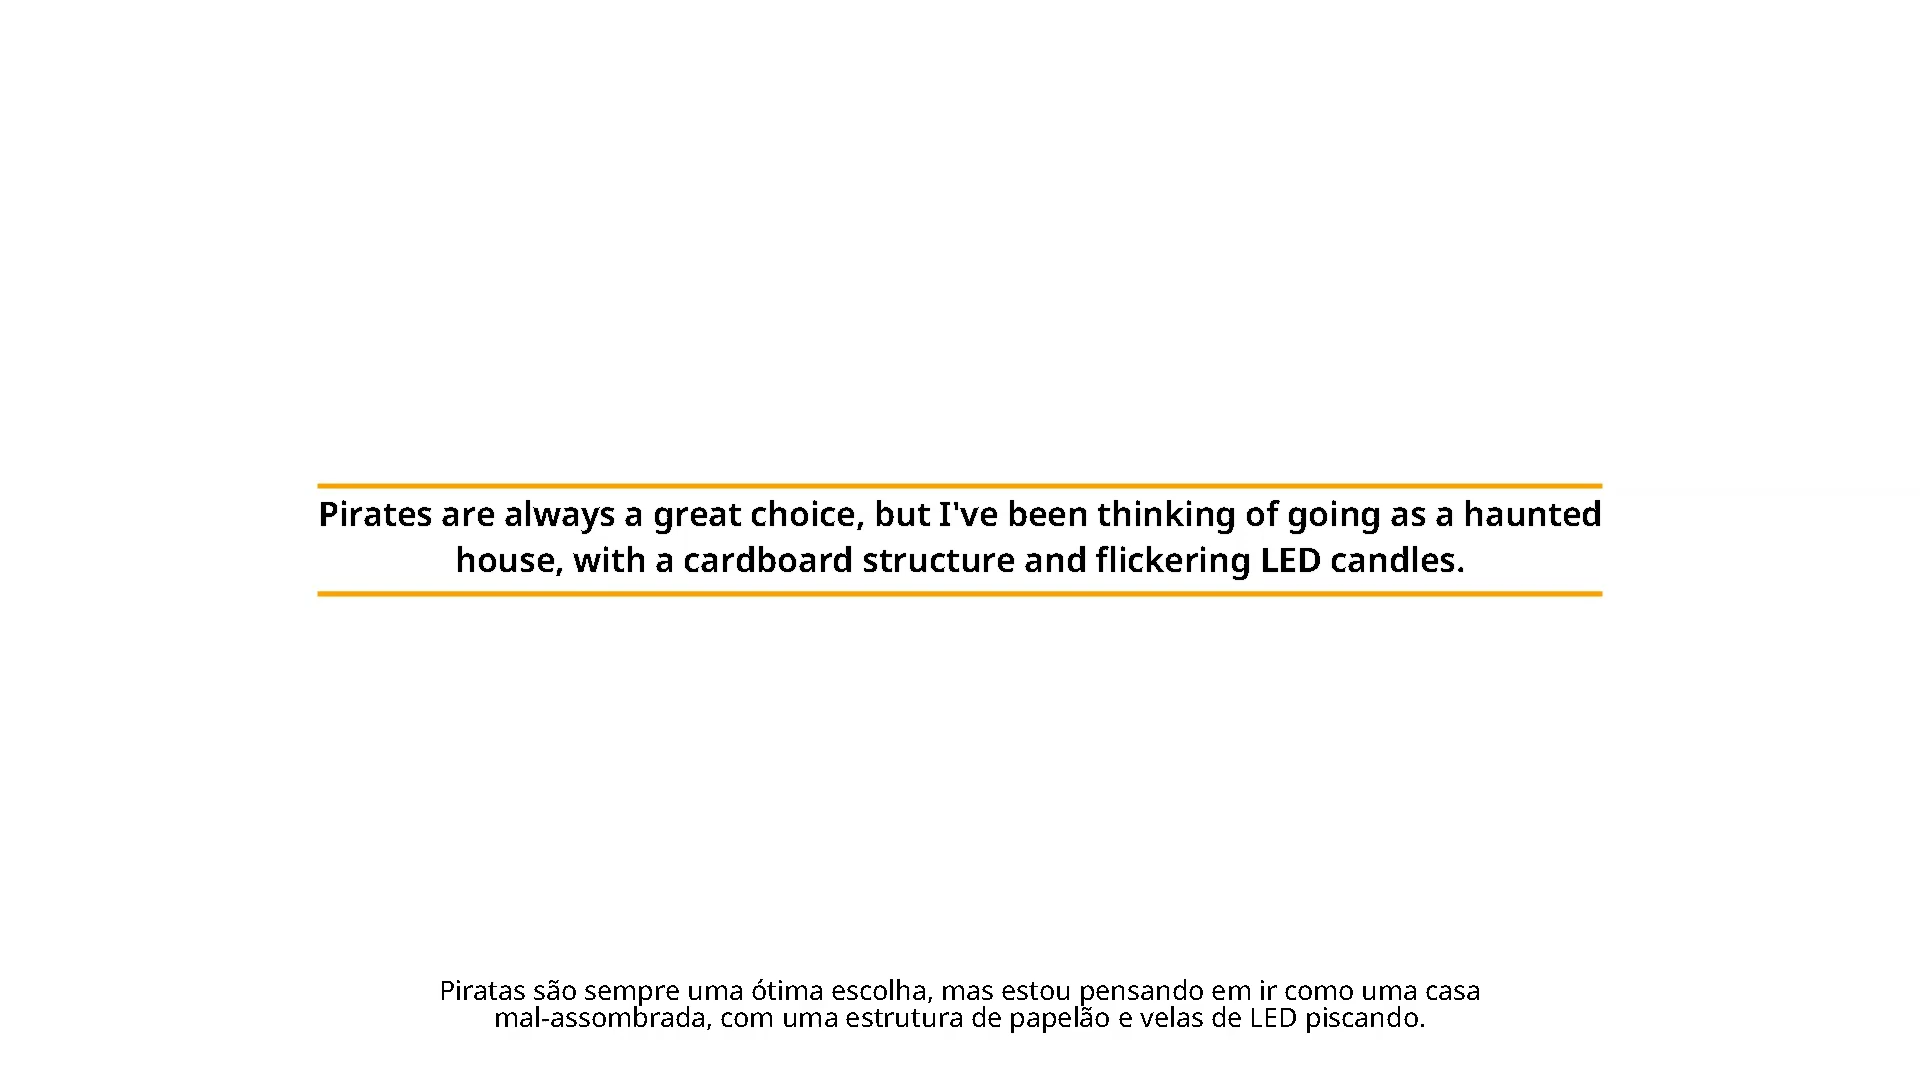 Pirates are always a great choice, but I've been thinking of going as a haunted
house, with a cardboard structure and flickering LED candles.
Piratas são sempre uma ótima escolha, mas estou pensando em ir como uma casa
mal-assombrada, com uma estrutura de papelão e velas de LED piscando.